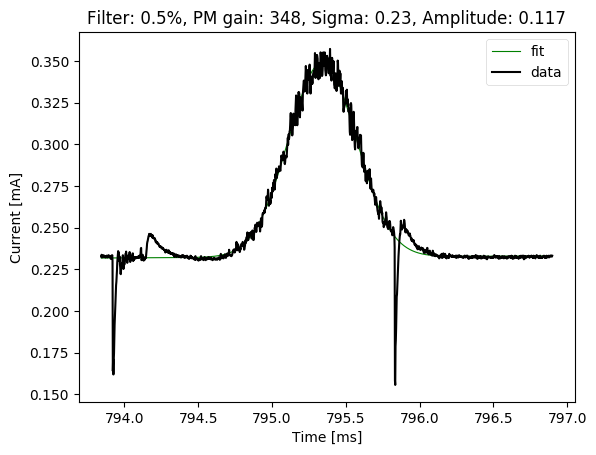 Filter: 0.5%, PM gain: 348, Sigma: 0.23, Amplitude: 0.117
fit
data
Current [mA]
0.350
0.325
0.300
0.275
0.250
0.225
0.200
0.175
0.150
794.0 794.5 795.0 795.5 796.0 796.5 797.0
Time [ms]